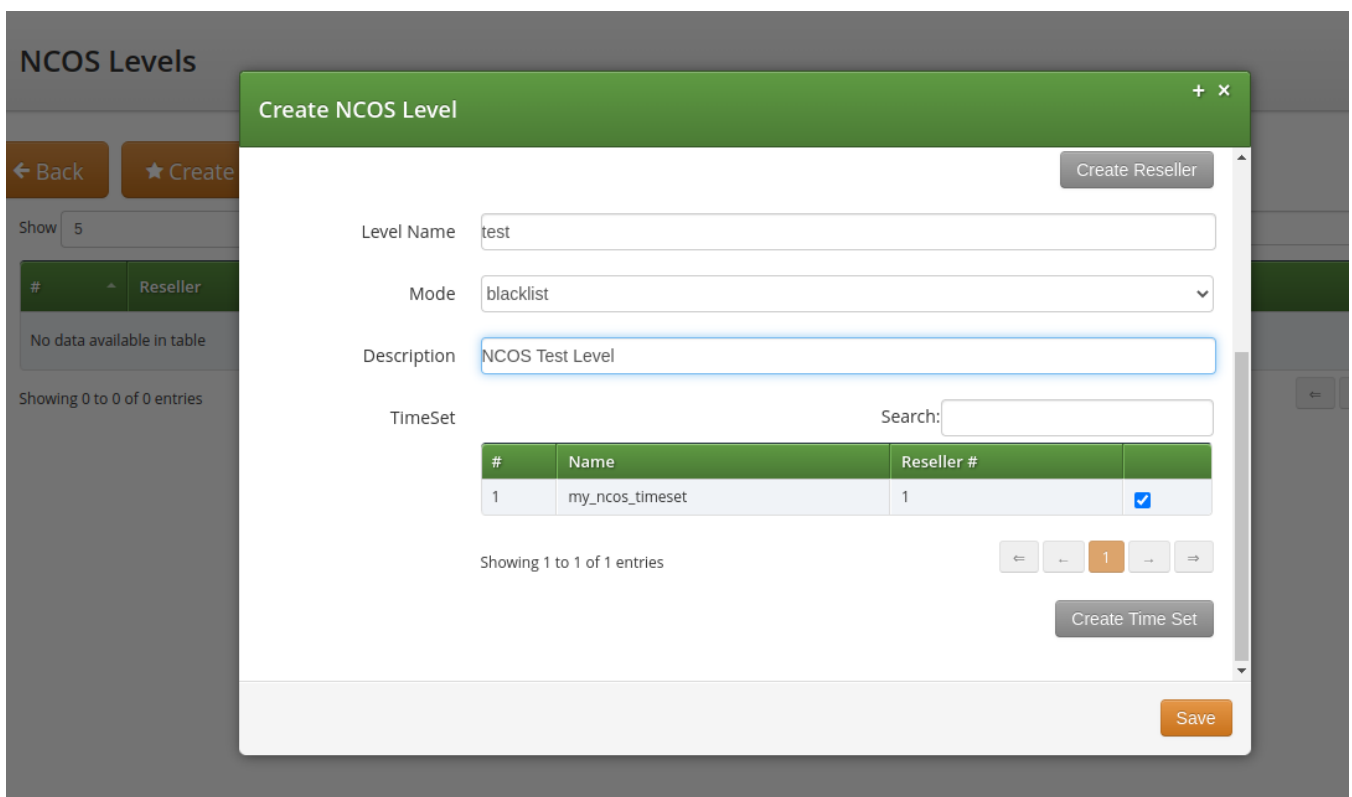 NCOS Levels
Create NCOS Level
+ ×
← Back
★ Create
Create Reseller
Show 5
Level Name test
# Reseller
Mode blacklist
No data available in table
Description NCOS Test Level
Showing 0 to 0 of 0 entries
⇐
TimeSet Search:
# Name Reseller #
1 my_ncos_timeset 1
Showing 1 to 1 of 1 entries
⇐ ← 1 → ⇒
Create Time Set
Save